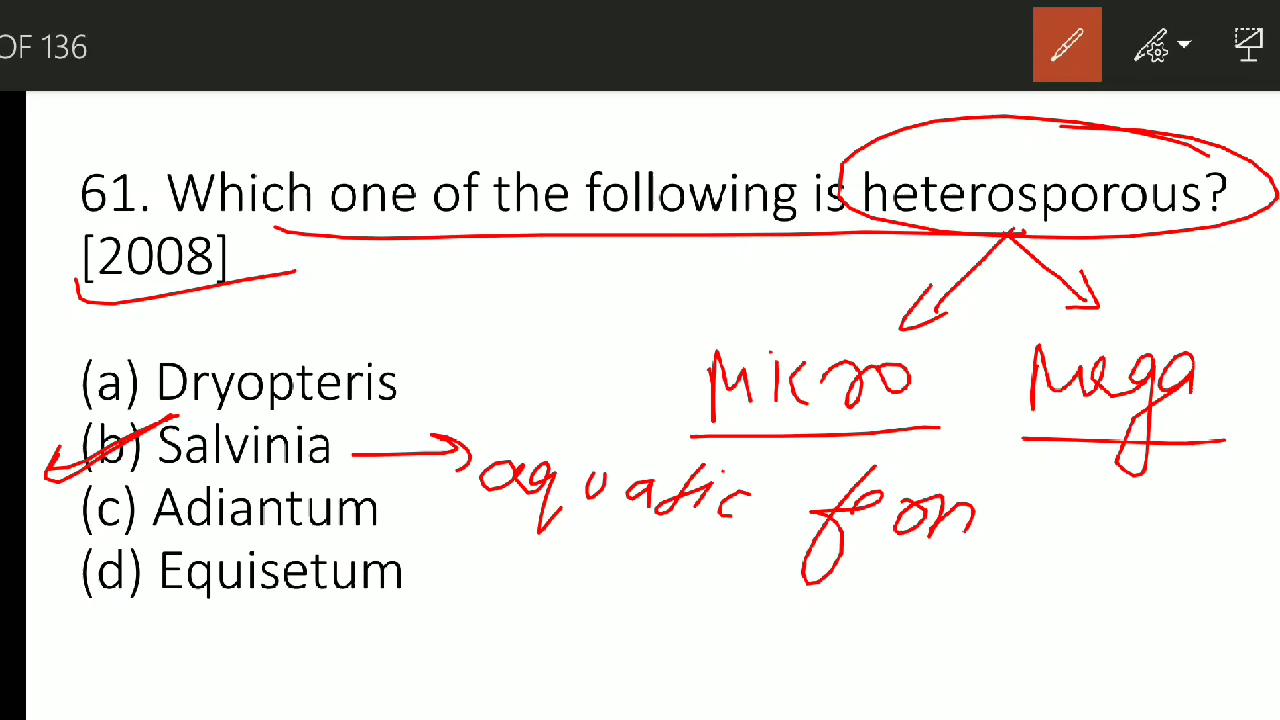 OF 136
61. Which one of the following is heterosporous?
[2008]
(a) Dryopteris
Micro Mega
(b) Salvinia
aquatic fern
(c) Adiantum
(d) Equisetum